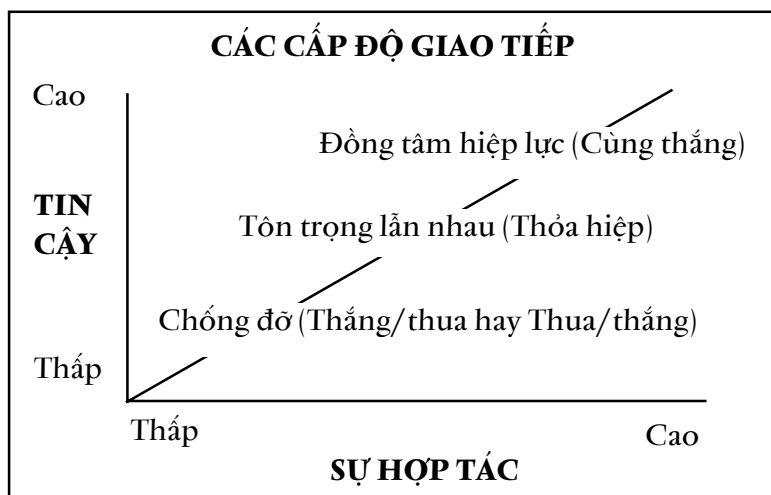 CÁC CẤP ĐỘ GIAO TIẾP
Cao
Đồng tâm hiệp lực (Cùng thắng)
TIN
CẬY
Tôn trọng lẫn nhau (Thỏa hiệp)
Chống đỡ (Thắng/thua hay Thua/thắng)
Thấp
Thấp
Cao
SỰ HỢP TÁC